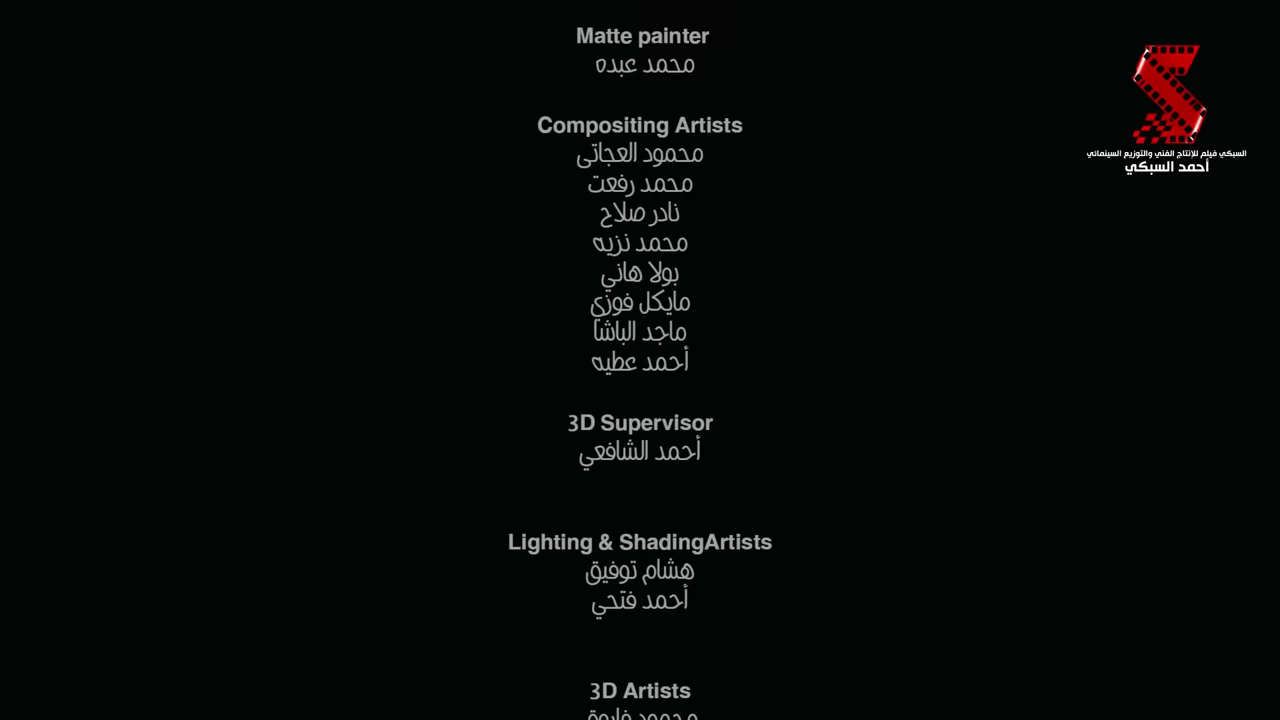 Matte painter
محمد عبده
Compositing Artists
محمود العجاتى
محمد رفعت
نادر صلاح
محمد نزيه
بولا هاني
مايكل فوزي
ماجد الباشا
أحمد عطيه
3D Supervisor
أحمد الشافعي
Lighting & ShadingArtists
هشام توفيق
أحمد فتحي
3D Artists
محمود
السبكي فيلم للإنتاج الفني والتوزيع السينمائي
أحمد السبكي